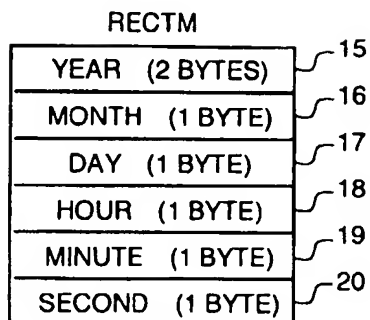 RECTM
YEAR (2 BYTES) 15
MONTH (1 BYTE) 16
DAY (1 BYTE) 17
HOUR (1 BYTE) 18
MINUTE (1 BYTE) 19
SECOND (1 BYTE) 20